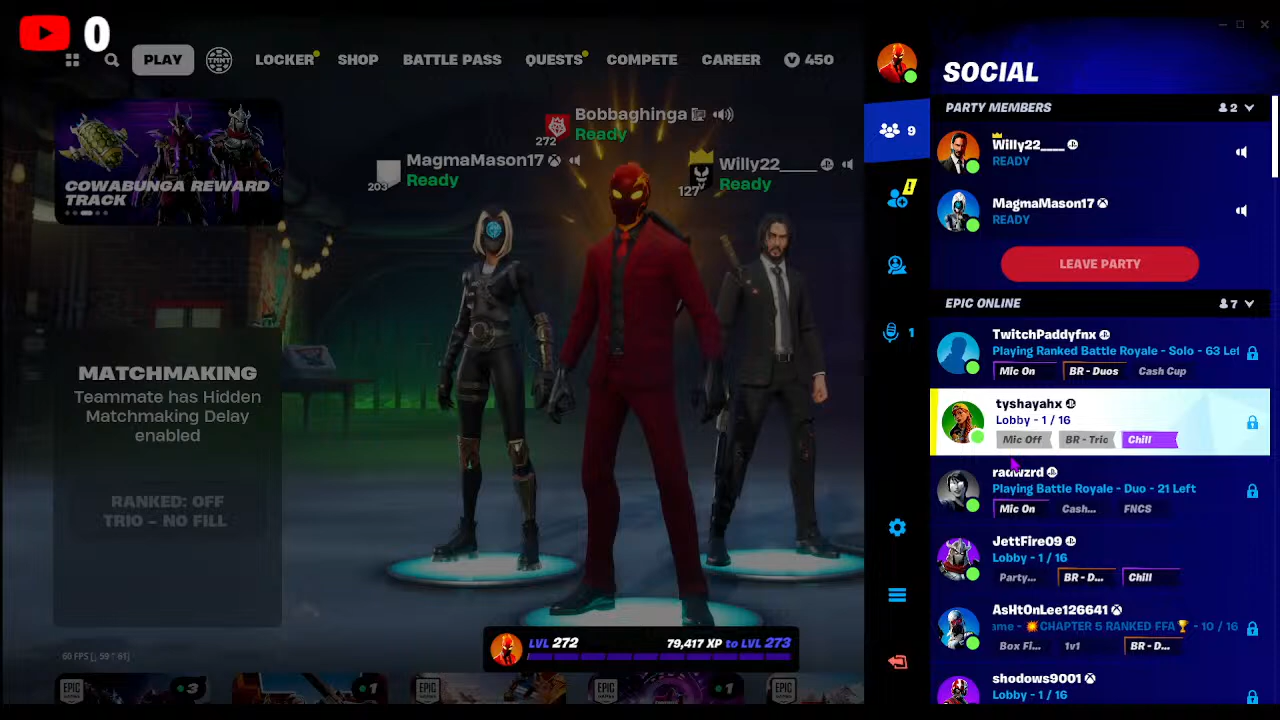 0
PLAY
LOCKER
SHOP
BATTLE PASS
QUESTS
COMPETE
CAREER
450
COWABUNGA REWARD
TRACK
Bobbaghinga
272
Ready
MagmaMason17
203
Ready
Willy22____
127
Ready
MATCHMAKING
Teammate has Hidden
Matchmaking Delay
enabled
RANKED: OFF
TRIO - NO FILL
LVL 272
79,417 XP to LVL 273
EPIC
3
1
EPIC
EPIC
1
EPIC
9
1
SOCIAL
PARTY MEMBERS
2
Willy22____
READY
MagmaMason17
READY
LEAVE PARTY
EPIC ONLINE
7
TwitchPaddyfnx
Playing Ranked Battle Royale - Solo - 63 Lef
Mic On BR - Duos Cash Cup
tyshayahx
Lobby - 1 / 16
Mic Off BR - Trio Chill
radwzrd
Playing Battle Royale - Duo - 21 Left
Mic On Cash... FNCS
JettFire09
Lobby - 1 / 16
Party... BR - D... Chill
AsHt0nLee126641
ame - 💥CHAPTER 5 RANKED FFA🏆 - 10 / 16
Box Fi... 1v1 BR - D...
shodows9001
Lobby - 1 / 16